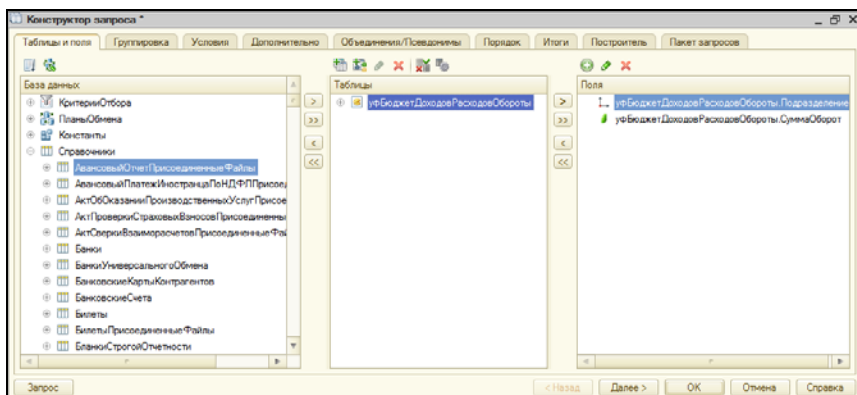 Конструктор запроса *
Таблицы и поля Группировка Условия Дополнительно Объединения/Псевдонимы Порядок Итоги Построитель Пакет запросов
База данных
КритерииОтбора
ПланыОбмена
Константы
Справочники
АвансовыйОтчетПрисоединенныеФайлы
АвансовыйПлатежИностранцаПоНДФЛПрисоед
АктОбОказанииПроизводственныхУслугПрисое
АктПроверкиСтраховыхВзносовПрисоединенны
АктСверкиВзаиморасчетовПрисоединенныеФай
Банки
БанкиУниверсальногоОбмена
БанковскиеКартыКонтрагентов
БанковскиеСчета
Билеты
БилетыПрисоединенныеФайлы
БланкиСтрогойОтчетности
>
>>
<
<<
Таблицы
уфБюджетДоходовРасходовОбороты
>
>>
<
<<
Поля
уфБюджетДоходовРасходовОбороты.Подразделение
уфБюджетДоходовРасходовОбороты.СуммаОборот
Запрос < Назад Далее > OK Отмена Справка